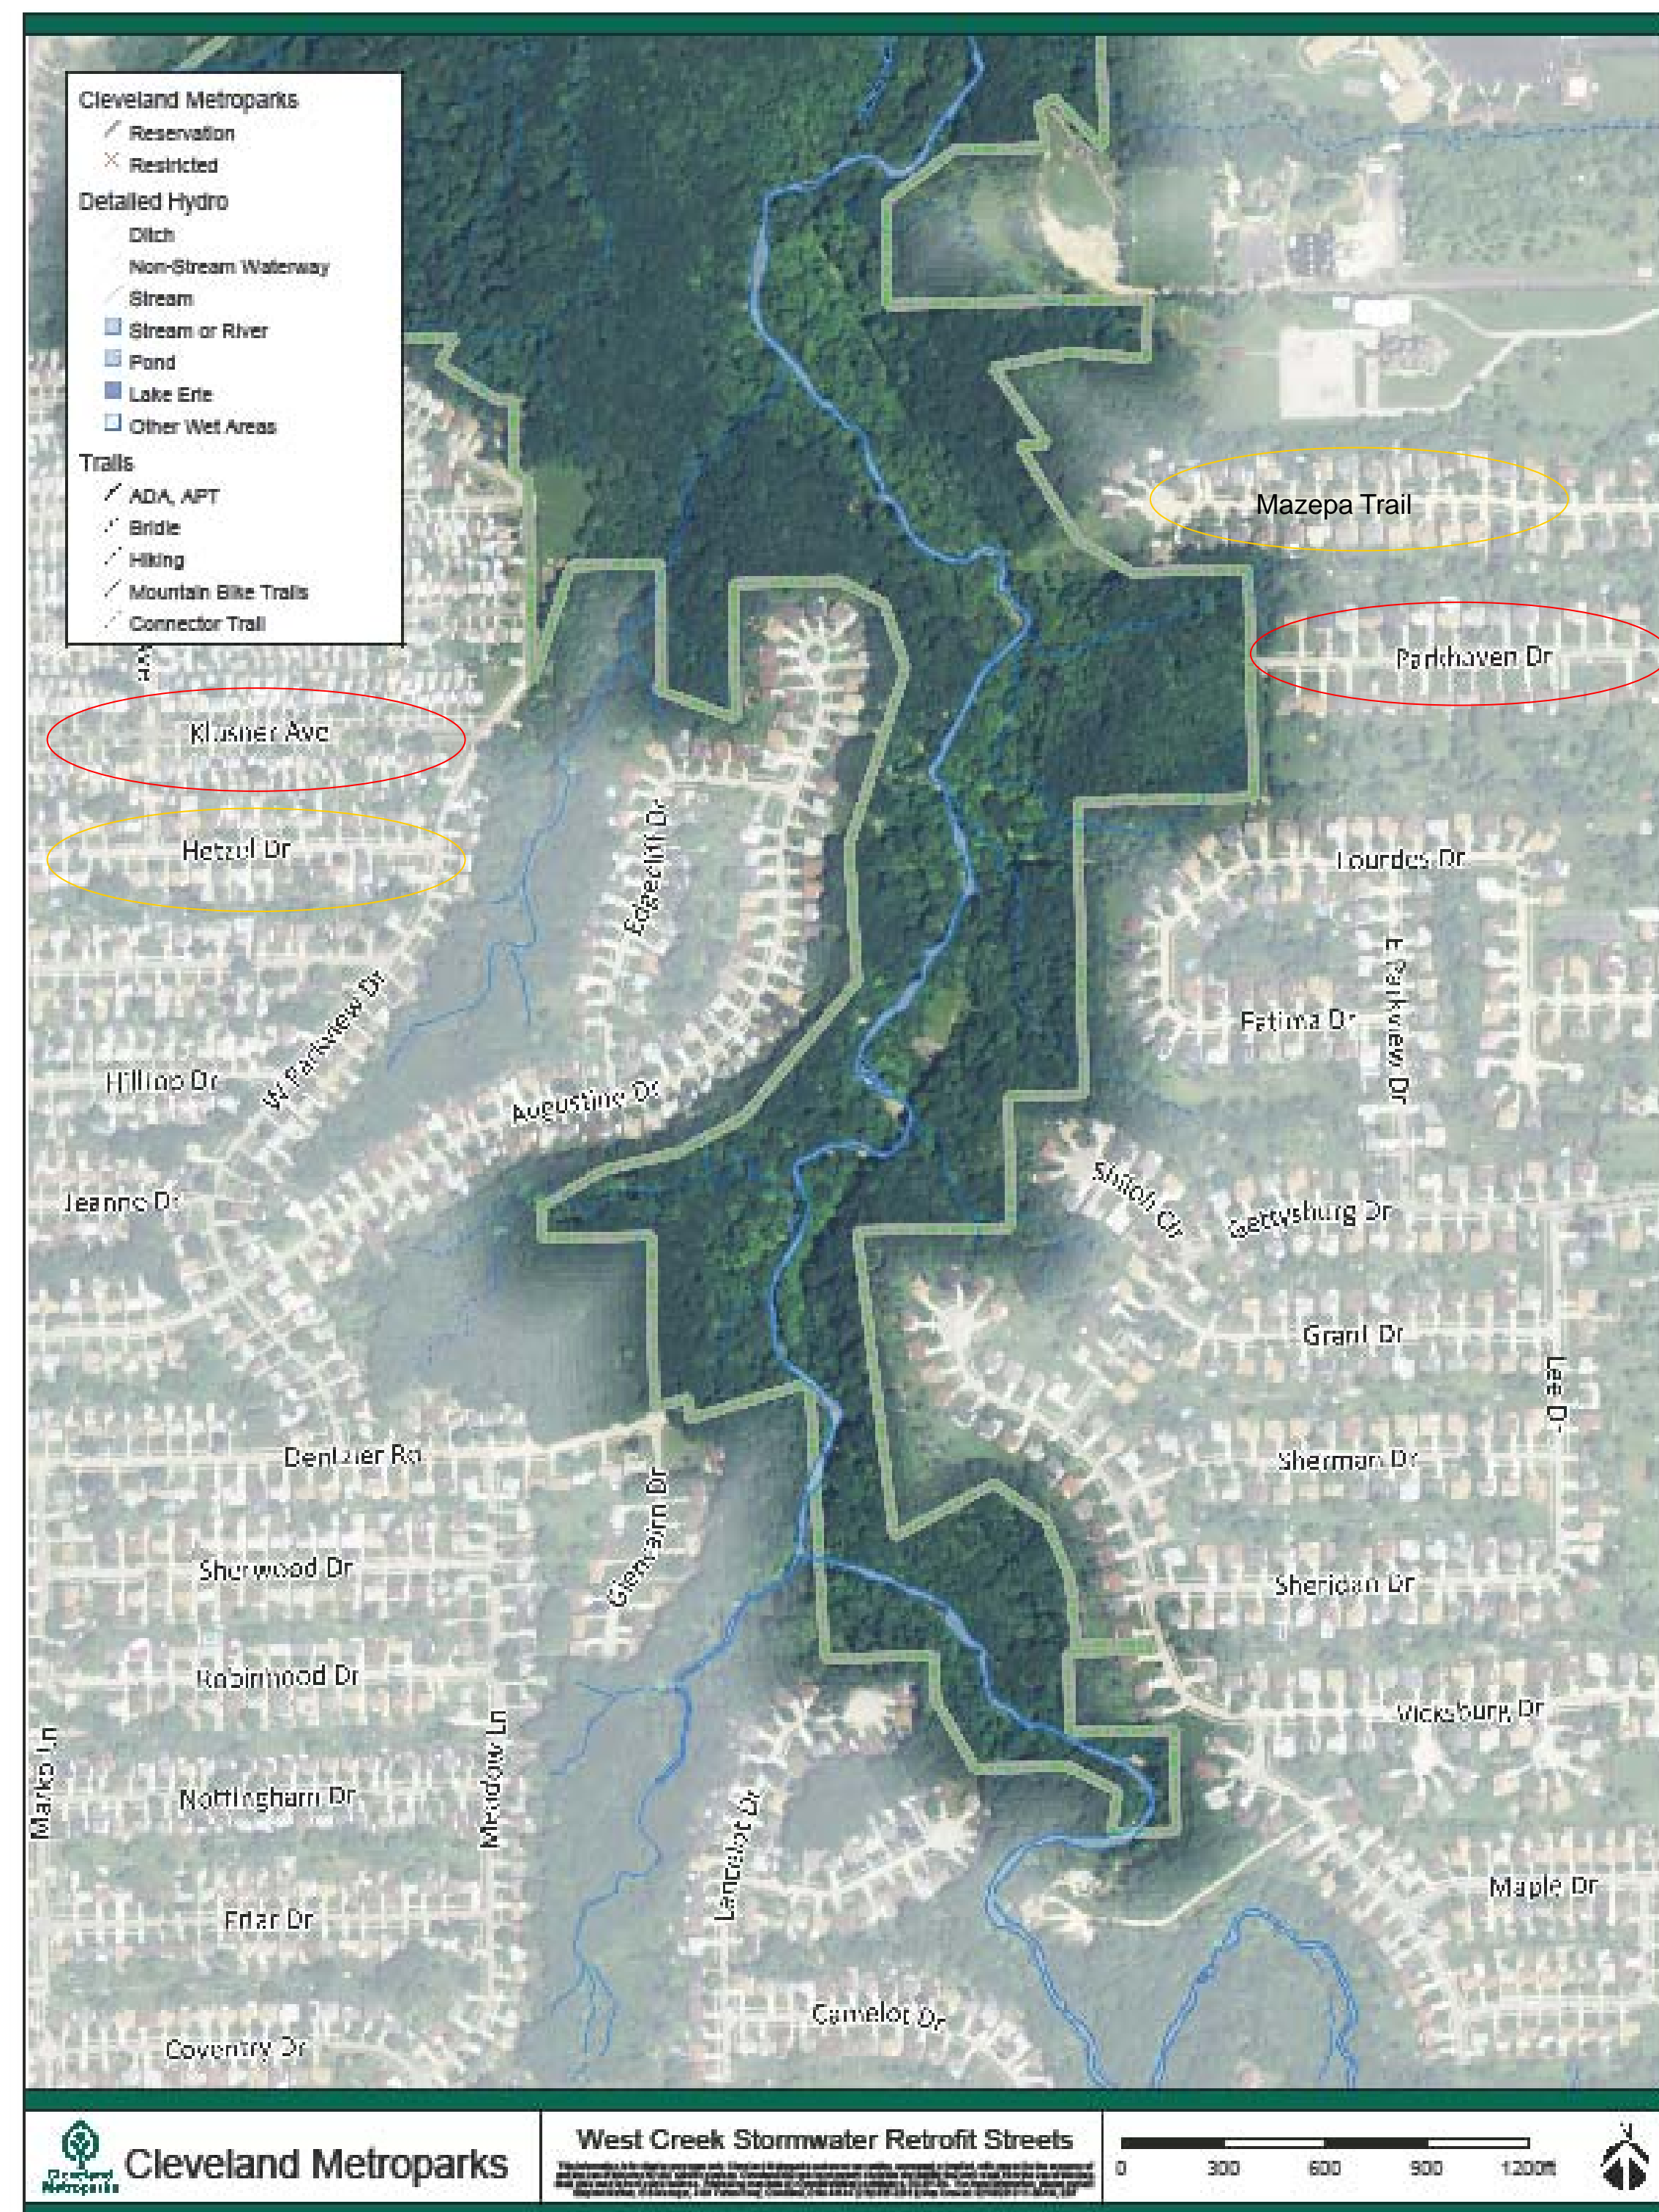 Cleveland Metroparks
Reservation
Restricted
Detailed Hydro
Ditch
Non-Stream Waterway
Stream
Stream or River
Pond
Lake Erie
Other Wet Areas
Trails
ADA, APT
Bridle
Hiking
Mountain Bike Trails
Connector Trail
Mazepa Trail
Parkhaven Dr
Klusner Ave
Hetzel Dr
Edgecliff Dr
Lourdes Dr
E Parkview Dr
W Parkview Dr
Fatima Dr
Hilltop Dr
Augustine Dr
Jeanne Dr
Shiloh Cir
Gettysburg Dr
Grant Dr
Lee Dr
Dentzler Rd
Sherman Dr
Glencairn Dr
Sherwood Dr
Sheridan Dr
Robinhood Dr
Vicksburg Dr
Marko Ln
Meadow Ln
Nottingham Dr
Lancelot Dr
Maple Dr
Friar Dr
Camelot Dr
Coventry Dr
Cleveland Metroparks
Cleveland Metroparks
West Creek Stormwater Retrofit Streets
0 300 600 900 1200ft
N